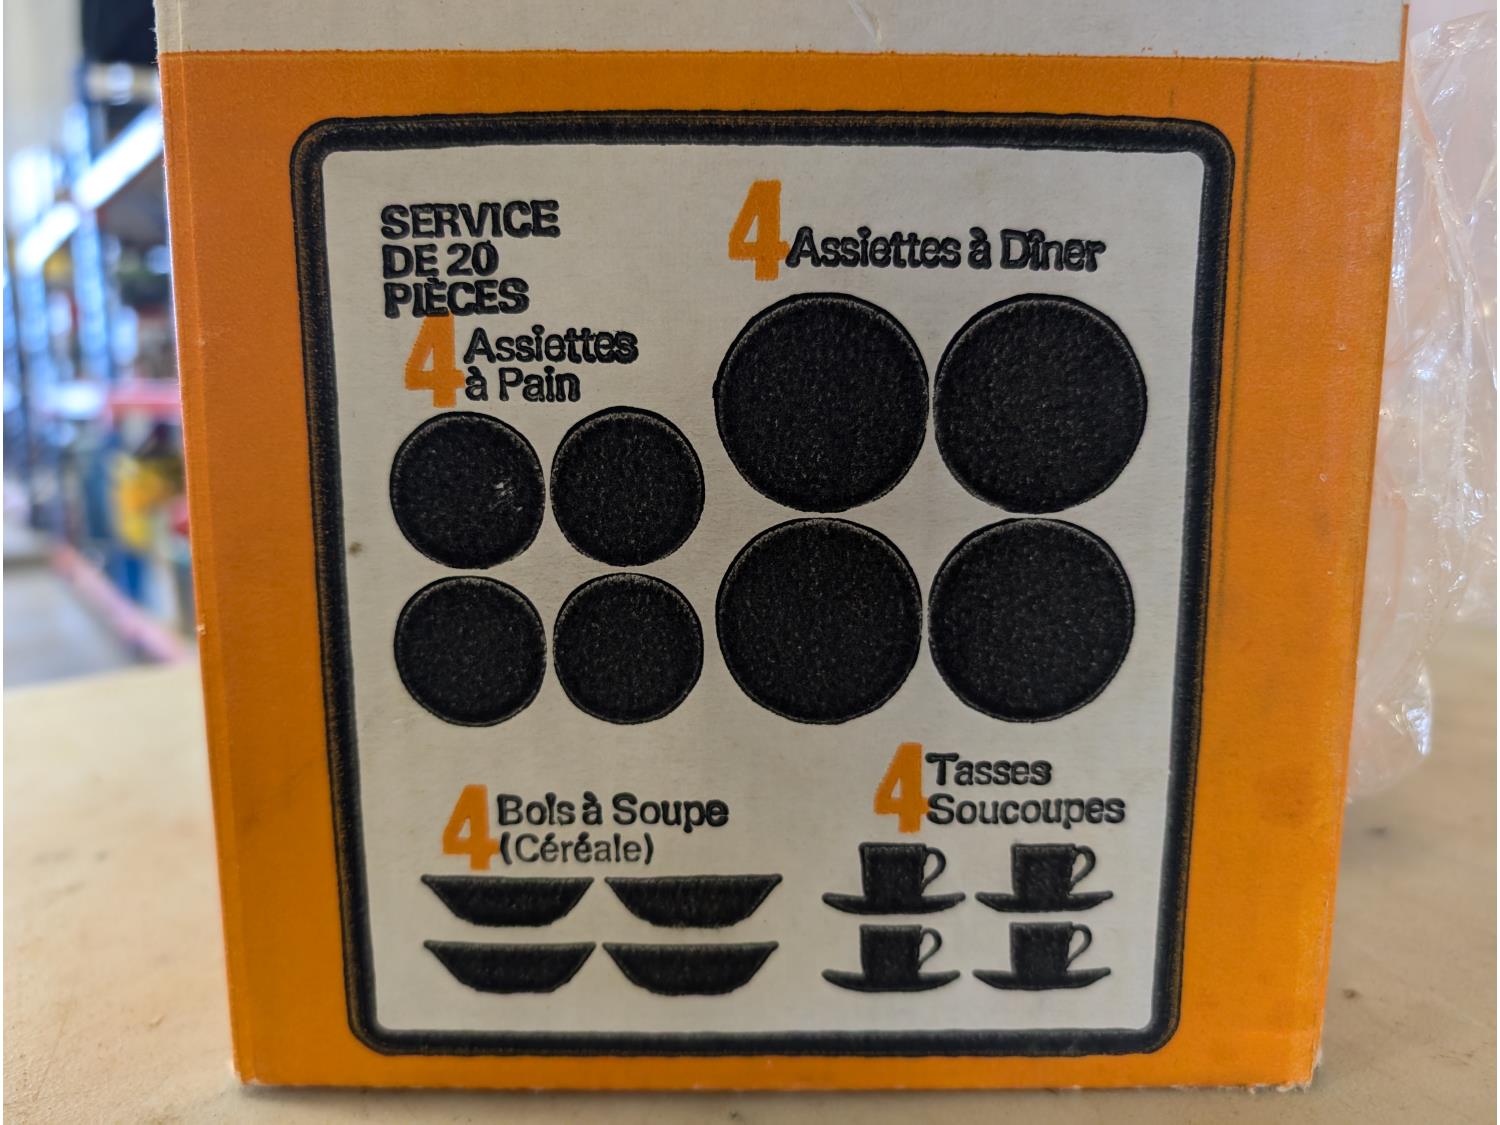 SERVICE
DE 20
PIÈCES
4 Assiettes
à Pain
4 Assiettes à Dîner
4 Bols à Soupe
(Céréale)
4 Tasses
Soucoupes